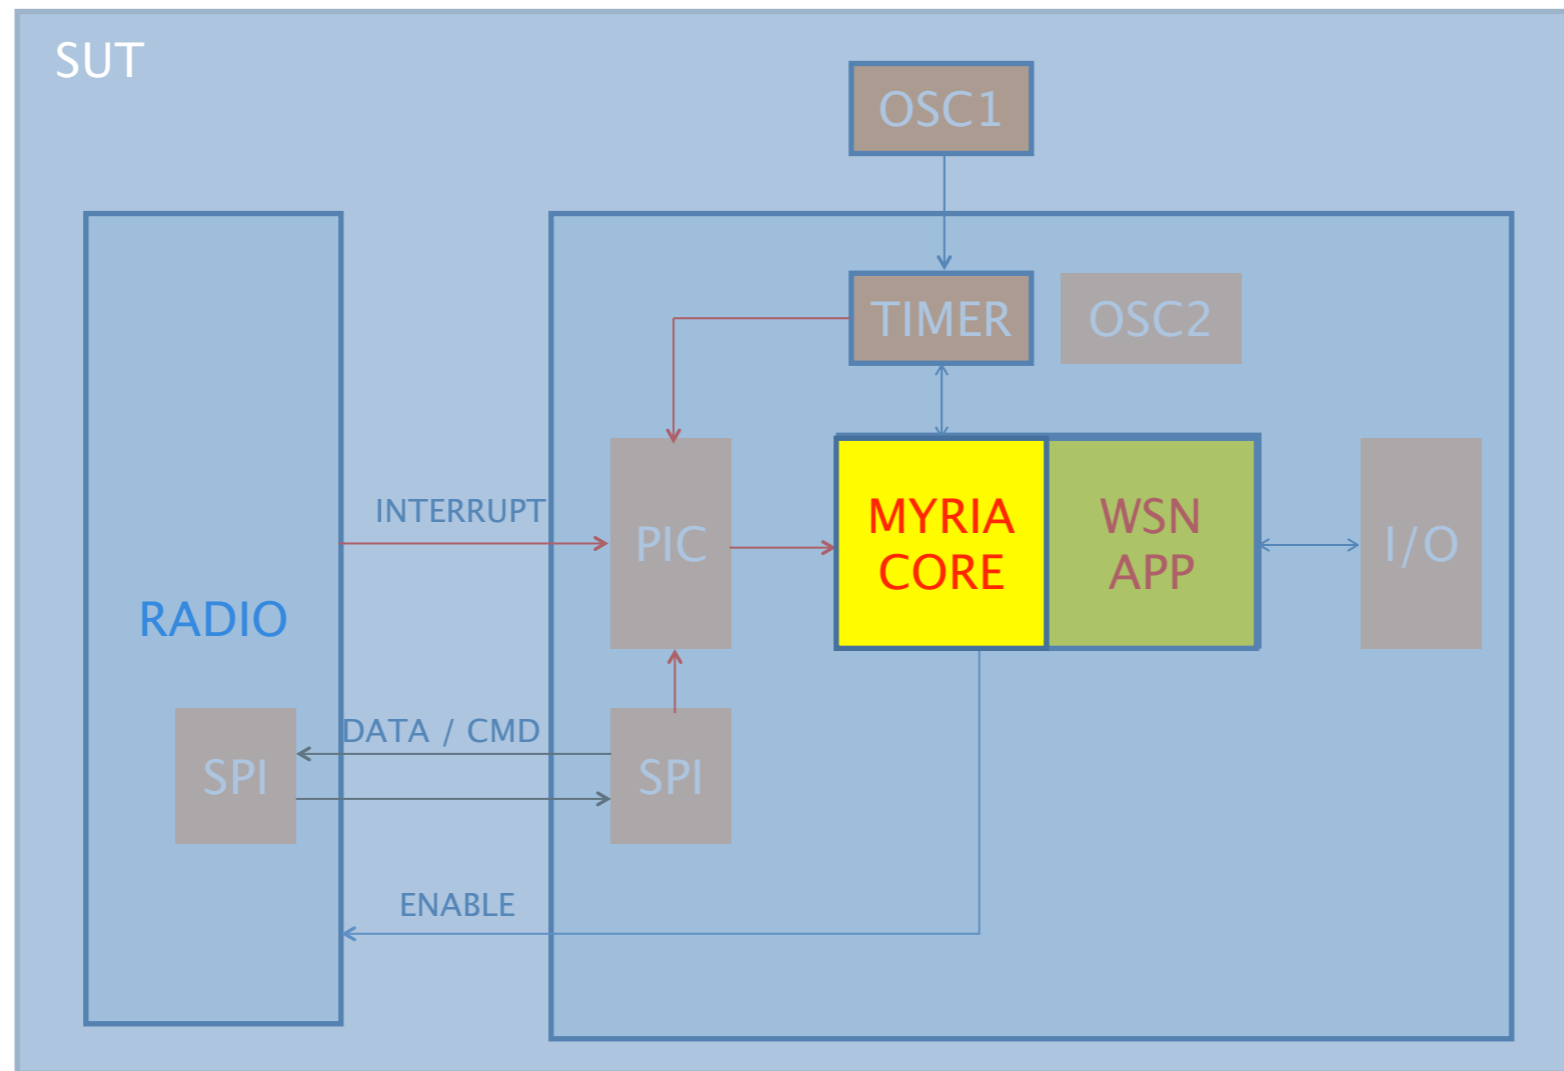 SUT
OSC1
TIMER
OSC2
INTERRUPT
PIC
MYRIA
CORE
WSN
APP
I/O
RADIO
DATA / CMD
SPI
SPI
ENABLE